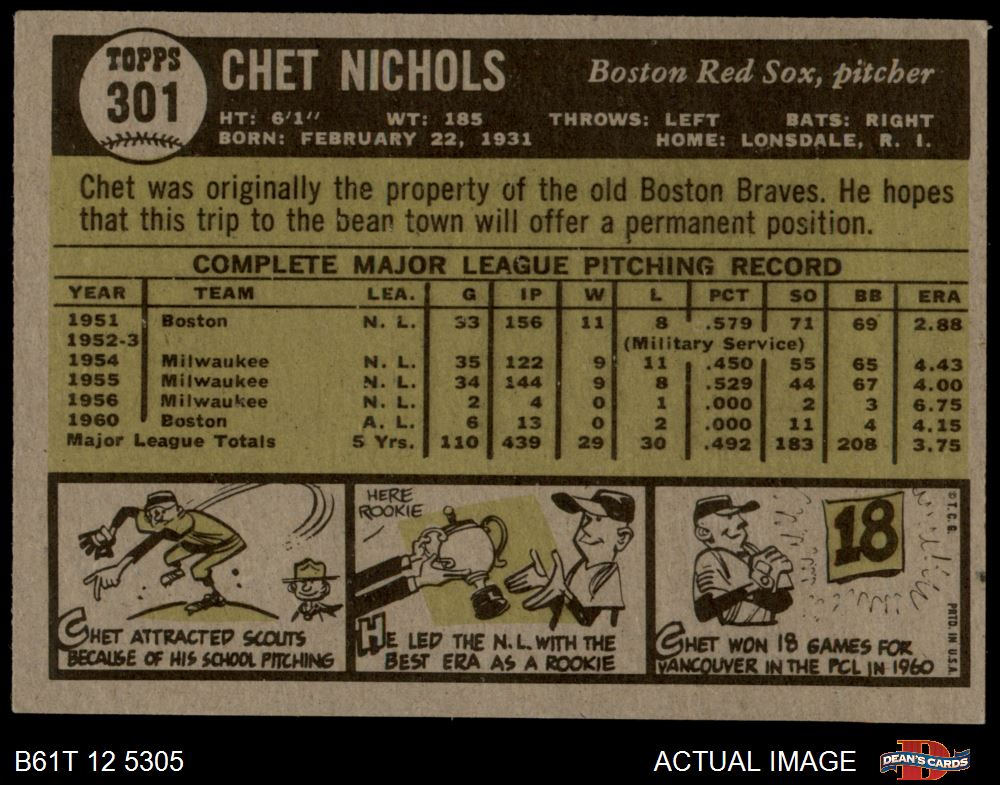 TOPPS
301
CHET NICHOLS
Boston Red Sox, pitcher
HT: 6'1" WT: 185 THROWS: LEFT BATS: RIGHT
BORN: FEBRUARY 22, 1931 HOME: LONSDALE, R. I.
Chet was originally the property of the old Boston Braves. He hopes
that this trip to the bean town will offer a permanent position.
COMPLETE MAJOR LEAGUE PITCHING RECORD
YEAR TEAM LEA. G IP W L PCT SO BB ERA
1951 Boston N. L. 33 156 11 8 .579 71 69 2.88
1952-3 (Military Service)
1954 Milwaukee N. L. 35 122 9 11 .450 55 65 4.43
1955 Milwaukee N. L. 34 144 9 8 .529 44 67 4.00
1956 Milwaukee N. L. 2 4 0 1 .000 2 3 6.75
1960 Boston A. L. 6 13 0 2 .000 11 4 4.15
Major League Totals 5 Yrs. 110 439 29 30 .492 183 208 3.75
CHET ATTRACTED SCOUTS
BECAUSE OF HIS SCHOOL PITCHING
HERE
ROOKIE
HE LED THE N.L. WITH THE
BEST ERA AS A ROOKIE
18
CHET WON 18 GAMES FOR
VANCOUVER IN THE PCL IN 1960
© T. C. G.
PRTD. IN U.S.A.
B61T 12 5305
ACTUAL IMAGE
D
DEAN'S CARDS